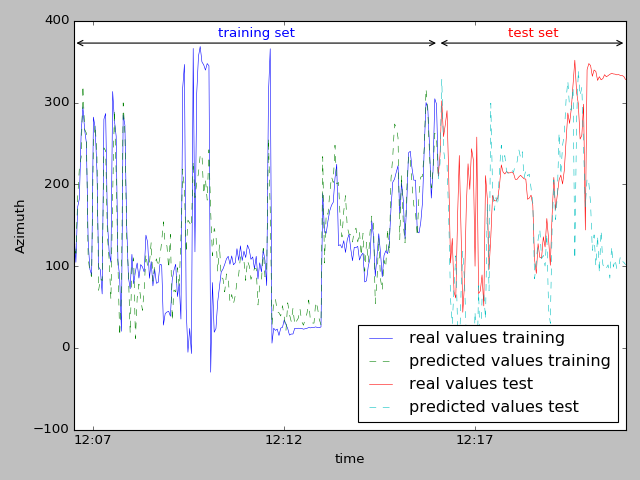 400
training set
test set
300
200
100
0
−100
Azimuth
real values training
predicted values training
real values test
predicted values test
12:07
12:12
12:17
time